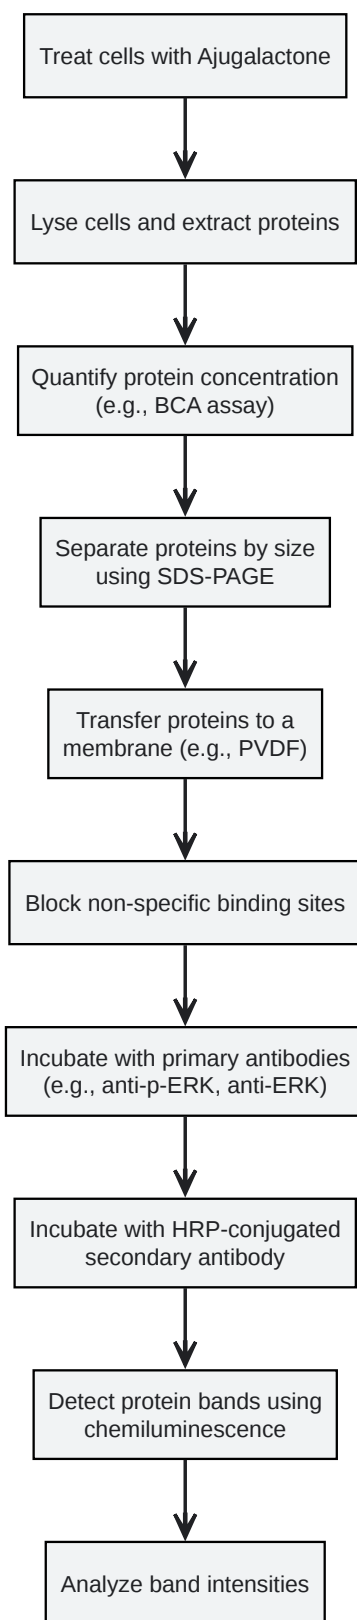 Treat cells with Ajugalactone
Lyse cells and extract proteins
Quantify protein concentration
(e.g., BCA assay)
Separate proteins by size
using SDS-PAGE
Transfer proteins to a
membrane (e.g., PVDF)
Block non-specific binding sites
Incubate with primary antibodies
(e.g., anti-p-ERK, anti-ERK)
Incubate with HRP-conjugated
secondary antibody
Detect protein bands using
chemiluminescence
Analyze band intensities